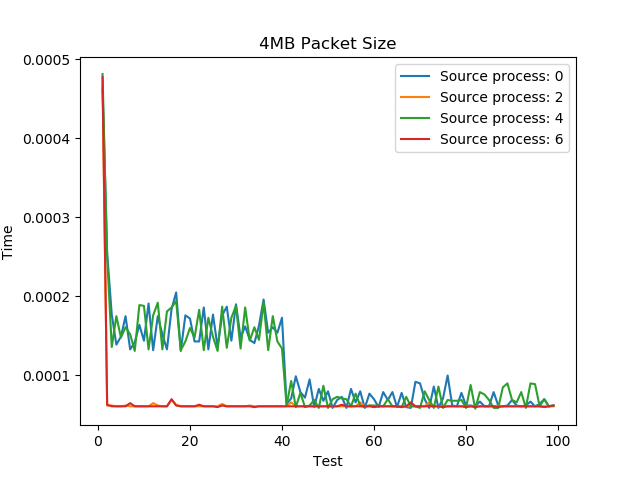 4MB Packet Size
0.0005
0.0004
0.0003
0.0002
0.0001
Time
Source process: 0
Source process: 2
Source process: 4
Source process: 6
0 20 40 60 80 100
Test